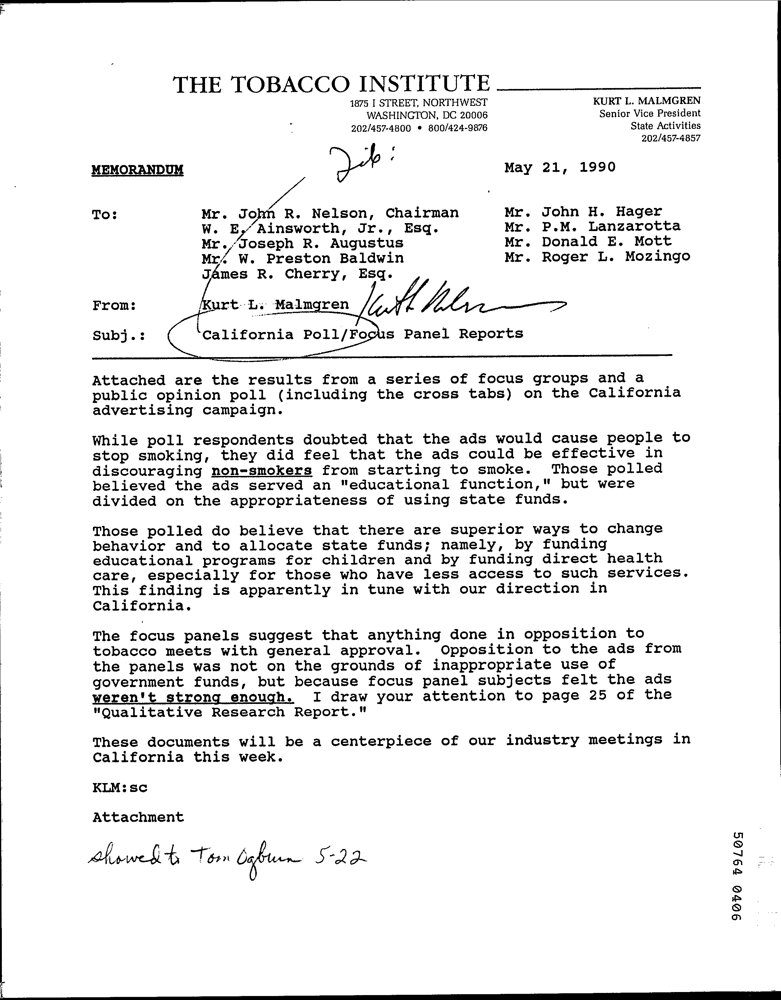 THE TOBACCO INSTITUTE
1875 I STREET, NORTHWEST
WASHINGTON, DC 20006
202/457-4800 • 800/424-9876
KURT L. MALMGREN
Senior Vice President
State Activities
202/457-4857
MEMORANDUM
May 21, 1990
To: Mr. John R. Nelson, Chairman Mr. John H. Hager
W. E. Ainsworth, Jr., Esq. Mr. P.M. Lanzarotta
Mr. Joseph R. Augustus Mr. Donald E. Mott
Mr. W. Preston Baldwin Mr. Roger L. Mozingo
James R. Cherry, Esq.
From: Kurt L. Malmgren
Subj.: California Poll/Focus Panel Reports
Attached are the results from a series of focus groups and a
public opinion poll (including the cross tabs) on the California
advertising campaign.
While poll respondents doubted that the ads would cause people to
stop smoking, they did feel that the ads could be effective in
discouraging non-smokers from starting to smoke. Those polled
believed the ads served an "educational function," but were
divided on the appropriateness of using state funds.
Those polled do believe that there are superior ways to change
behavior and to allocate state funds; namely, by funding
educational programs for children and by funding direct health
care, especially for those who have less access to such services.
This finding is apparently in tune with our direction in
California.
The focus panels suggest that anything done in opposition to
tobacco meets with general approval. Opposition to the ads from
the panels was not on the grounds of inappropriate use of
government funds, but because focus panel subjects felt the ads
weren't strong enough. I draw your attention to page 25 of the
"Qualitative Research Report."
These documents will be a centerpiece of our industry meetings in
California this week.
KLM:sc
Attachment
showed to Tom Ogburn 5-22
50764 0406